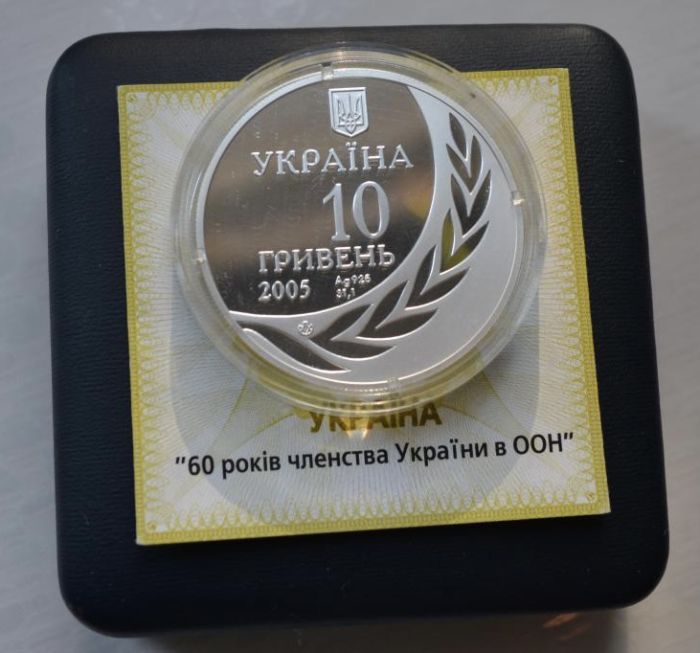 УКРАЇНА
10
ГРИВЕНЬ
2005
Ag 925
31,1
УКРАЇНА
"60 років членства України в ООН"